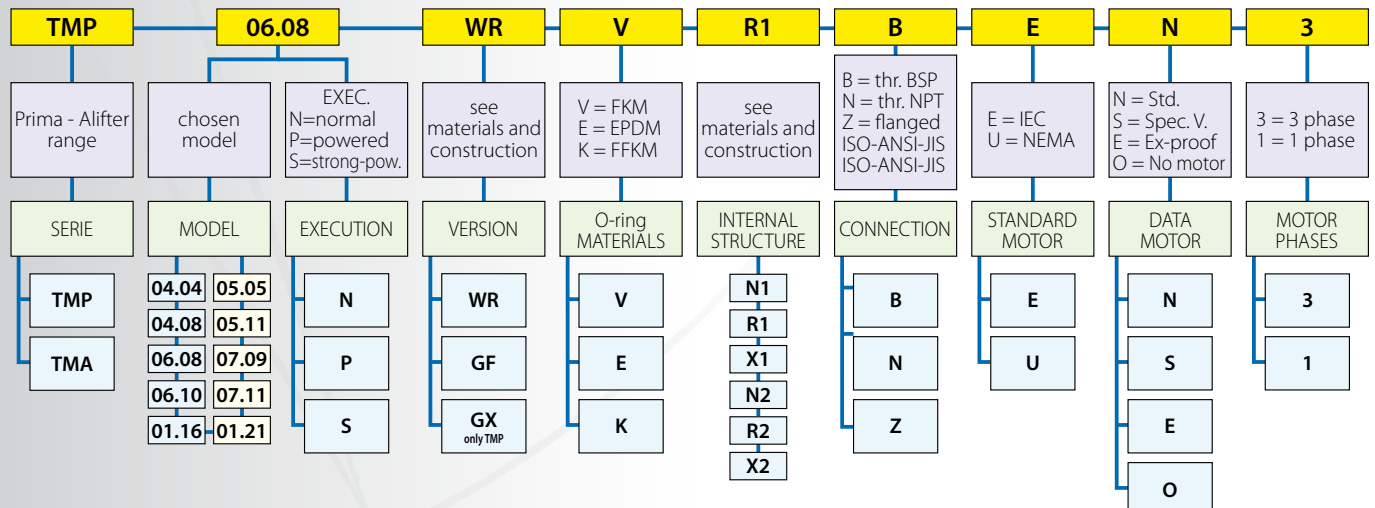 TMP 06.08 WR V R1 B E N 3
Prima - Alifter
range
chosen
model
EXEC.
N=normal
P=powered
S=strong-pow.
see
materials and
construction
V = FKM
E = EPDM
K = FFKM
see
materials and
construction
B = thr. BSP
N = thr. NPT
Z = flanged
ISO-ANSI-JIS
ISO-ANSI-JIS
E = IEC
U = NEMA
N = Std.
S = Spec. V.
E = Ex-proof
O = No motor
3 = 3 phase
1 = 1 phase
SERIE
MODEL
EXECUTION
VERSION
O-ring
MATERIALS
INTERNAL
STRUCTURE
CONNECTION
STANDARD
MOTOR
DATA
MOTOR
MOTOR
PHASES
TMP
TMA
04.04 05.05
04.08 05.11
06.08 07.09
06.10 07.11
01.16 01.21
N
P
S
WR
GF
GX
only TMP
V
E
K
N1
R1
X1
N2
R2
X2
B
N
Z
E
U
N
S
E
O
3
1